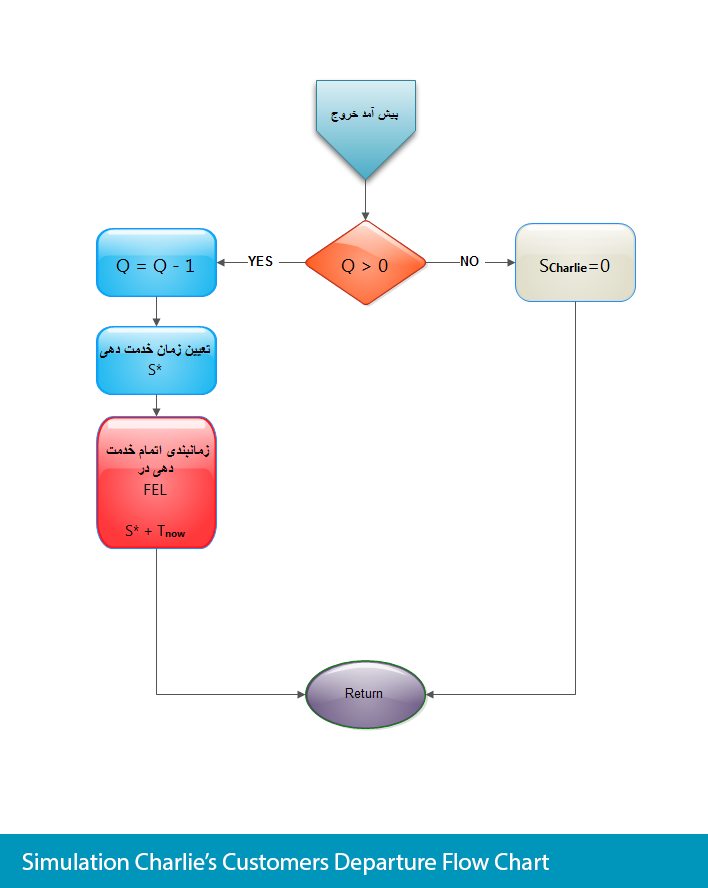 پیش آمد خروج
Q > 0
YES
NO
Q = Q - 1
SCharlie=0
تعیین زمان خدمت دهی
S*
زمانبندی اتمام خدمت
دهی در
FEL
S* + Tnow
Return
Simulation Charlie's Customers Departure Flow Chart